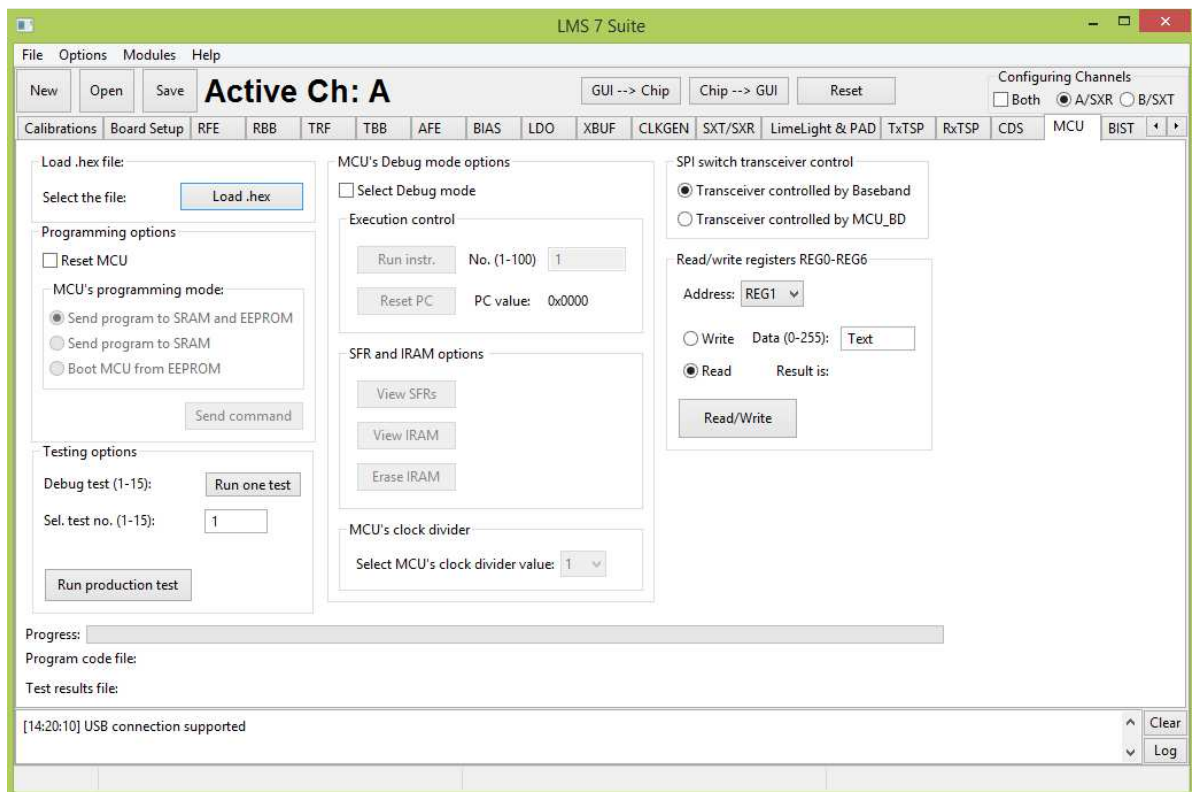 LMS 7 Suite
File Options Modules Help
New Open Save Active Ch: A GUI --> Chip Chip --> GUI Reset
Configuring Channels
Both A/SXR B/SXT
Calibrations Board Setup RFE RBB TRF TBB AFE BIAS LDO XBUF CLKGEN SXT/SXR LimeLight & PAD TxTSP RxTSP CDS MCU BIST
Load .hex file:
Select the file: Load .hex
Programming options
Reset MCU
MCU's programming mode:
Send program to SRAM and EEPROM
Send program to SRAM
Boot MCU from EEPROM
Send command
Testing options
Debug test (1-15): Run one test
Sel. test no. (1-15): 1
Run production test
MCU's Debug mode options
Select Debug mode
Execution control
Run instr. No. (1-100) 1
Reset PC PC value: 0x0000
SFR and IRAM options
View SFRs
View IRAM
Erase IRAM
MCU's clock divider
Select MCU's clock divider value: 1
SPI switch transceiver control
Transceiver controlled by Baseband
Transceiver controlled by MCU_BD
Read/write registers REG0-REG6
Address: REG1
Write Data (0-255): Text
Read Result is:
Read/Write
Progress:
Program code file:
Test results file:
[14:20:10] USB connection supported
Clear
Log